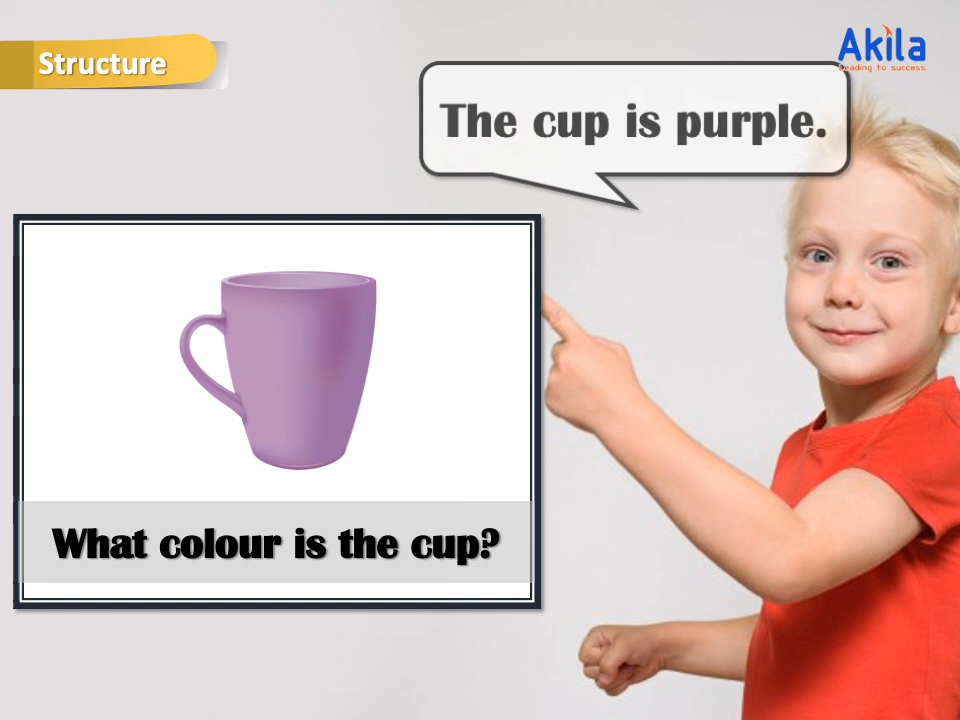 Structure
Akila
Leading to success
The cup is purple.
What colour is the cup?